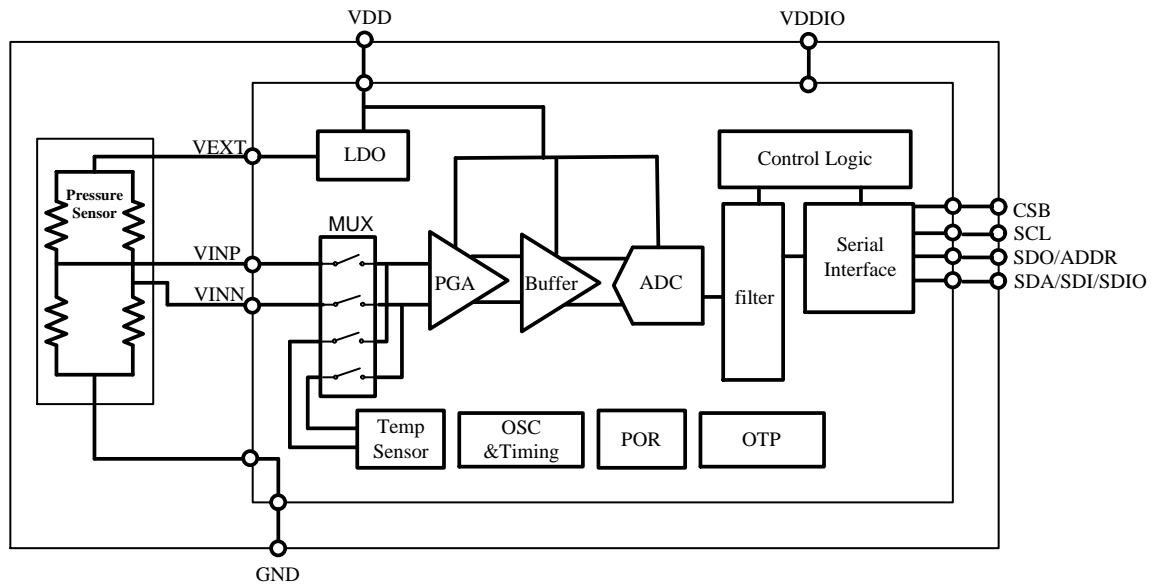 VDD
VDDIO
VEXT
LDO
Control Logic
Pressure
Sensor
MUX
CSB
SCL
SDO/ADDR
SDA/SDI/SDIO
VINP
VINN
PGA
Buffer
ADC
filter
Serial
Interface
Temp
Sensor
OSC
&Timing
POR
OTP
GND